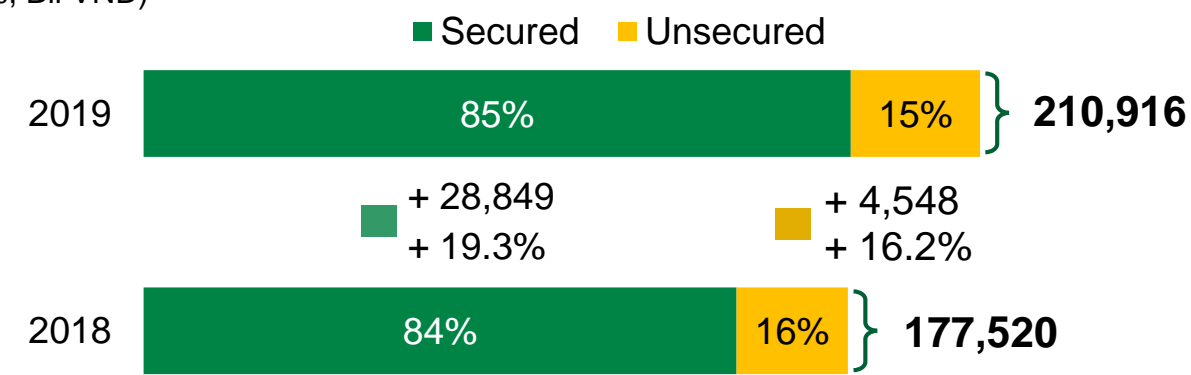 Secured Unsecured
2019 85% 15% 210,916
+ 28,849 + 4,548
+ 19.3% + 16.2%
2018 84% 16% 177,520